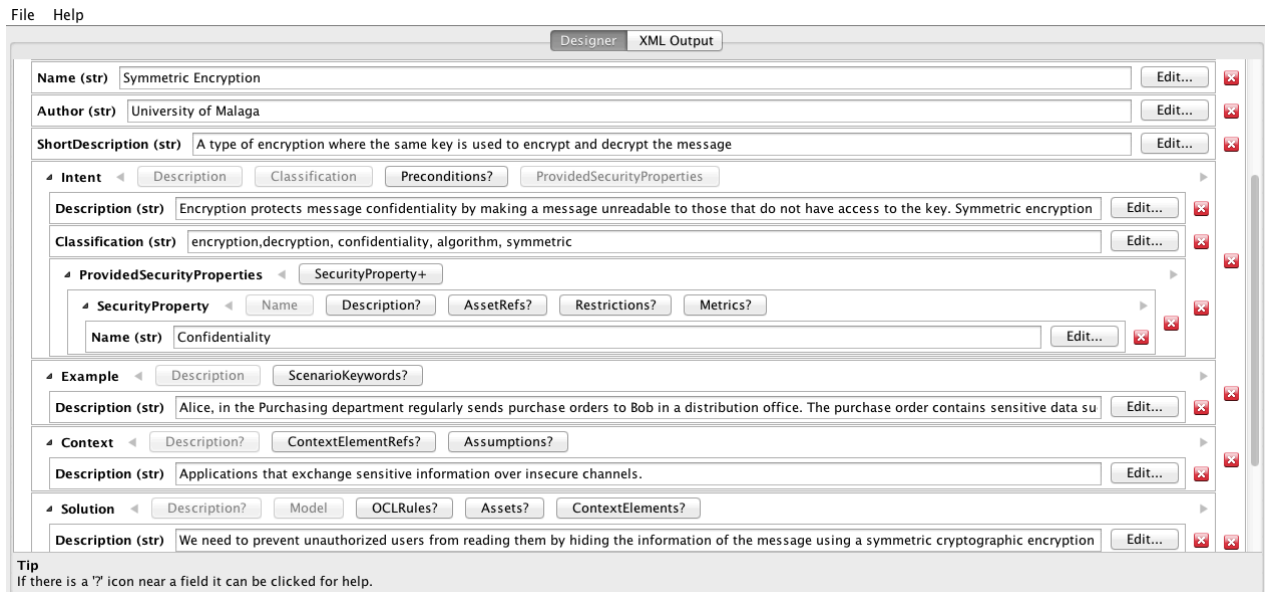 File Help
Designer XML Output
Name (str) Symmetric Encryption Edit...
Author (str) University of Malaga Edit...
ShortDescription (str) A type of encryption where the same key is used to encrypt and decrypt the message Edit...
Intent Description Classification Preconditions? ProvidedSecurityProperties
Description (str) Encryption protects message confidentiality by making a message unreadable to those that do not have access to the key. Symmetric encryption Edit...
Classification (str) encryption,decryption, confidentiality, algorithm, symmetric Edit...
ProvidedSecurityProperties SecurityProperty+
SecurityProperty Name Description? AssetRefs? Restrictions? Metrics?
Name (str) Confidentiality Edit...
Example Description ScenarioKeywords?
Description (str) Alice, in the Purchasing department regularly sends purchase orders to Bob in a distribution office. The purchase order contains sensitive data su Edit...
Context Description? ContextElementRefs? Assumptions?
Description (str) Applications that exchange sensitive information over insecure channels. Edit...
Solution Description? Model OCLRules? Assets? ContextElements?
Description (str) We need to prevent unauthorized users from reading them by hiding the information of the message using a symmetric cryptographic encryption Edit...
Tip
If there is a '?' icon near a field it can be clicked for help.